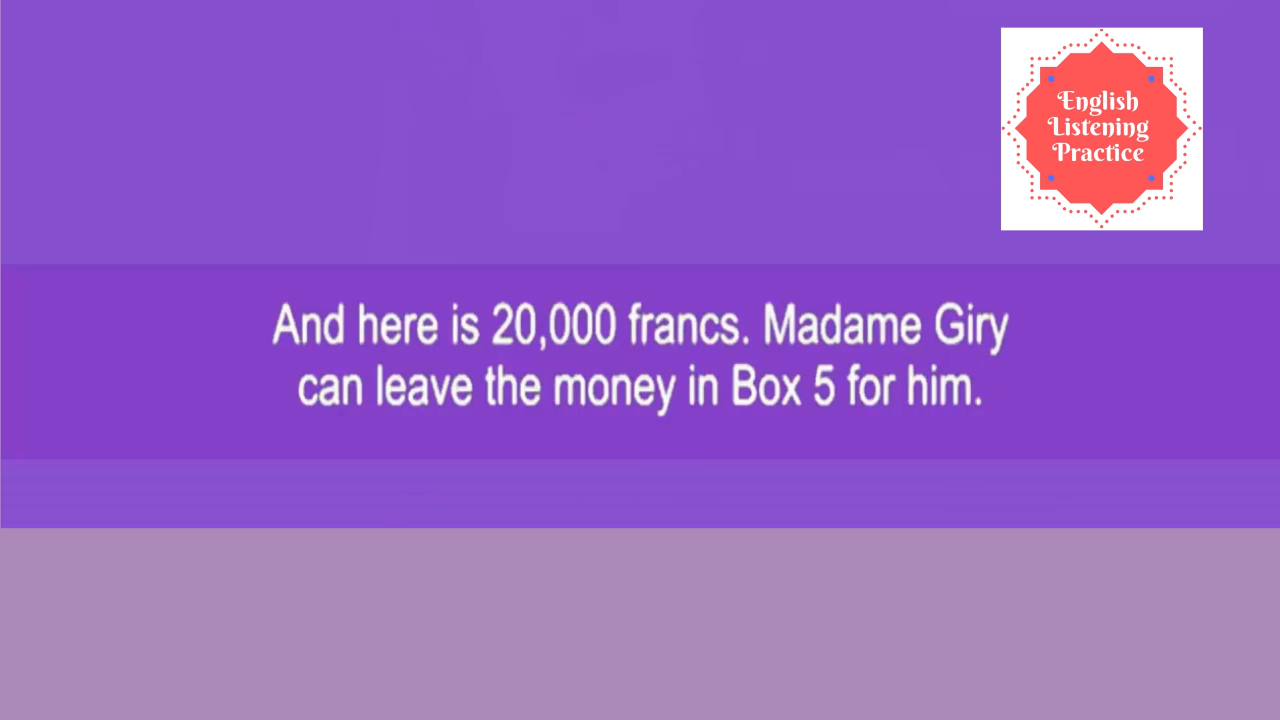 English
Listening
Practice
And here is 20,000 francs. Madame Giry
can leave the money in Box 5 for him.